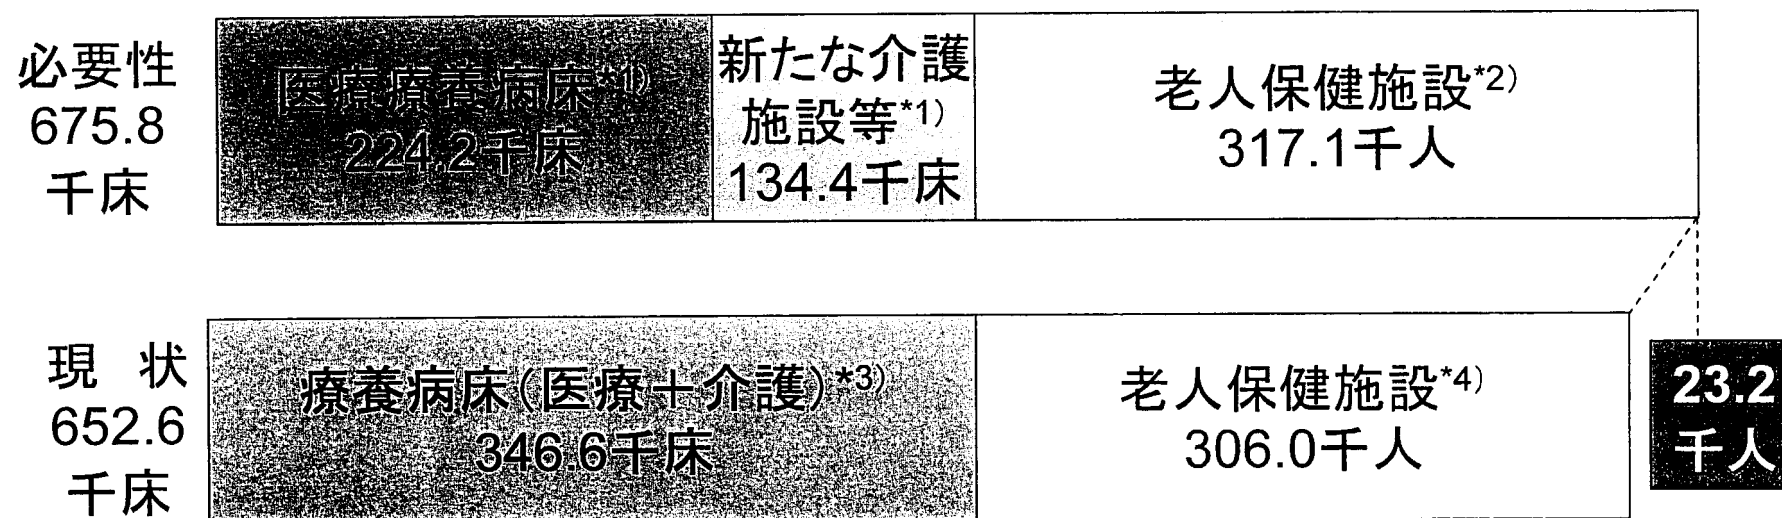 必要性
675.8
千床
医療療養病床*1)
224.2千床
新たな介護
施設等*1)
134.4千床
老人保健施設*2)
317.1千人
現 状
652.6
千床
療養病床(医療+介護)*3)
346.6千床
老人保健施設*4)
306.0千人
23.2
千人